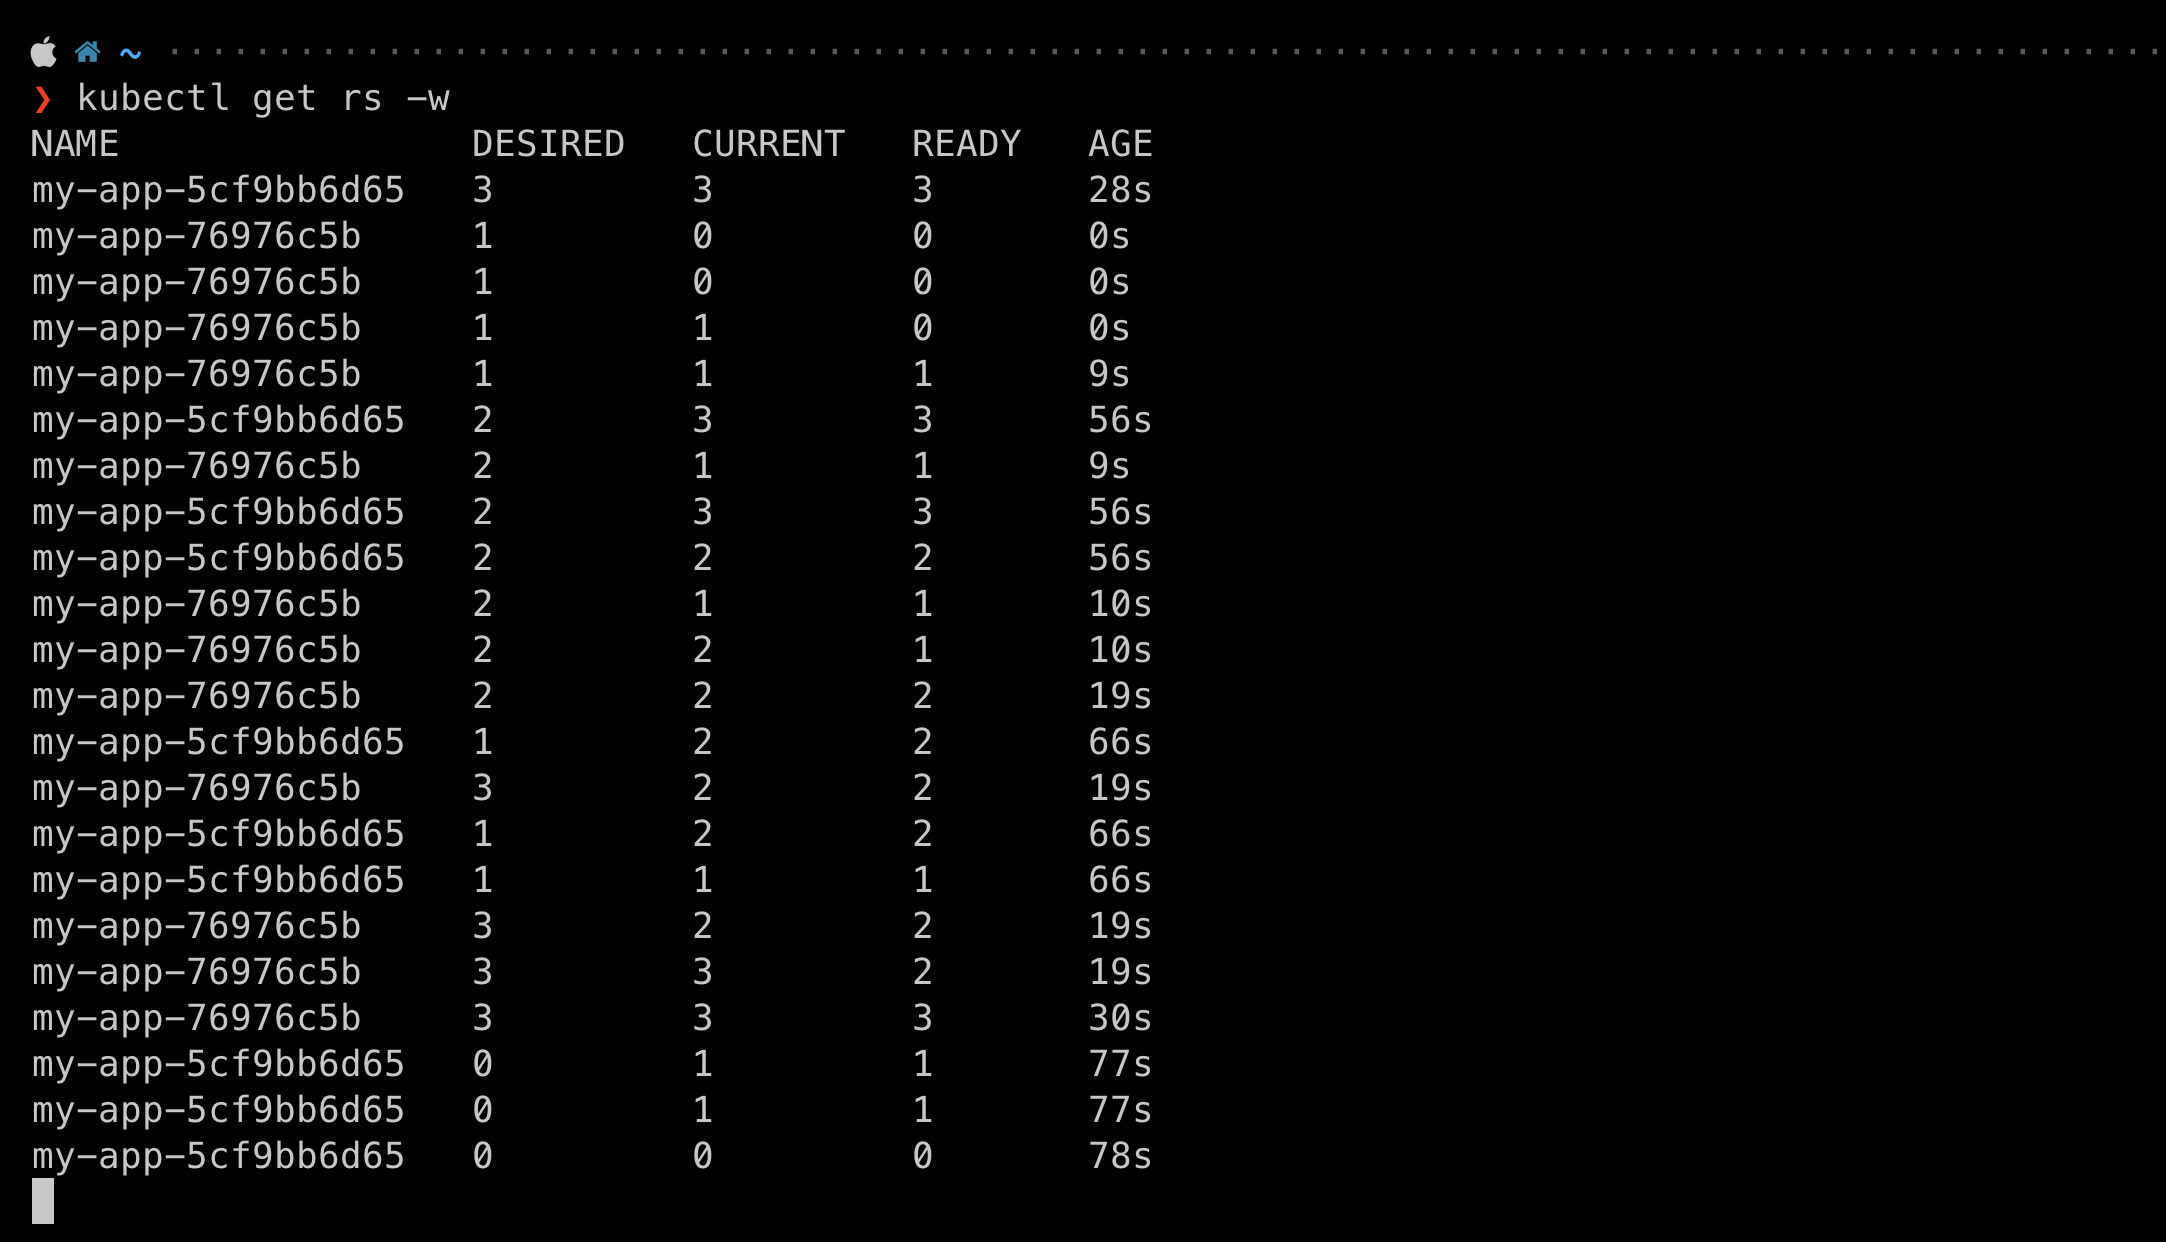 ~
❯ kubectl get rs -w
NAME                DESIRED   CURRENT   READY   AGE
my-app-5cf9bb6d65   3         3         3       28s
my-app-76976c5b     1         0         0       0s
my-app-76976c5b     1         0         0       0s
my-app-76976c5b     1         1         0       0s
my-app-76976c5b     1         1         1       9s
my-app-5cf9bb6d65   2         3         3       56s
my-app-76976c5b     2         1         1       9s
my-app-5cf9bb6d65   2         3         3       56s
my-app-5cf9bb6d65   2         2         2       56s
my-app-76976c5b     2         1         1       10s
my-app-76976c5b     2         2         1       10s
my-app-76976c5b     2         2         2       19s
my-app-5cf9bb6d65   1         2         2       66s
my-app-76976c5b     3         2         2       19s
my-app-5cf9bb6d65   1         2         2       66s
my-app-5cf9bb6d65   1         1         1       66s
my-app-76976c5b     3         2         2       19s
my-app-76976c5b     3         3         2       19s
my-app-76976c5b     3         3         3       30s
my-app-5cf9bb6d65   0         1         1       77s
my-app-5cf9bb6d65   0         1         1       77s
my-app-5cf9bb6d65   0         0         0       78s